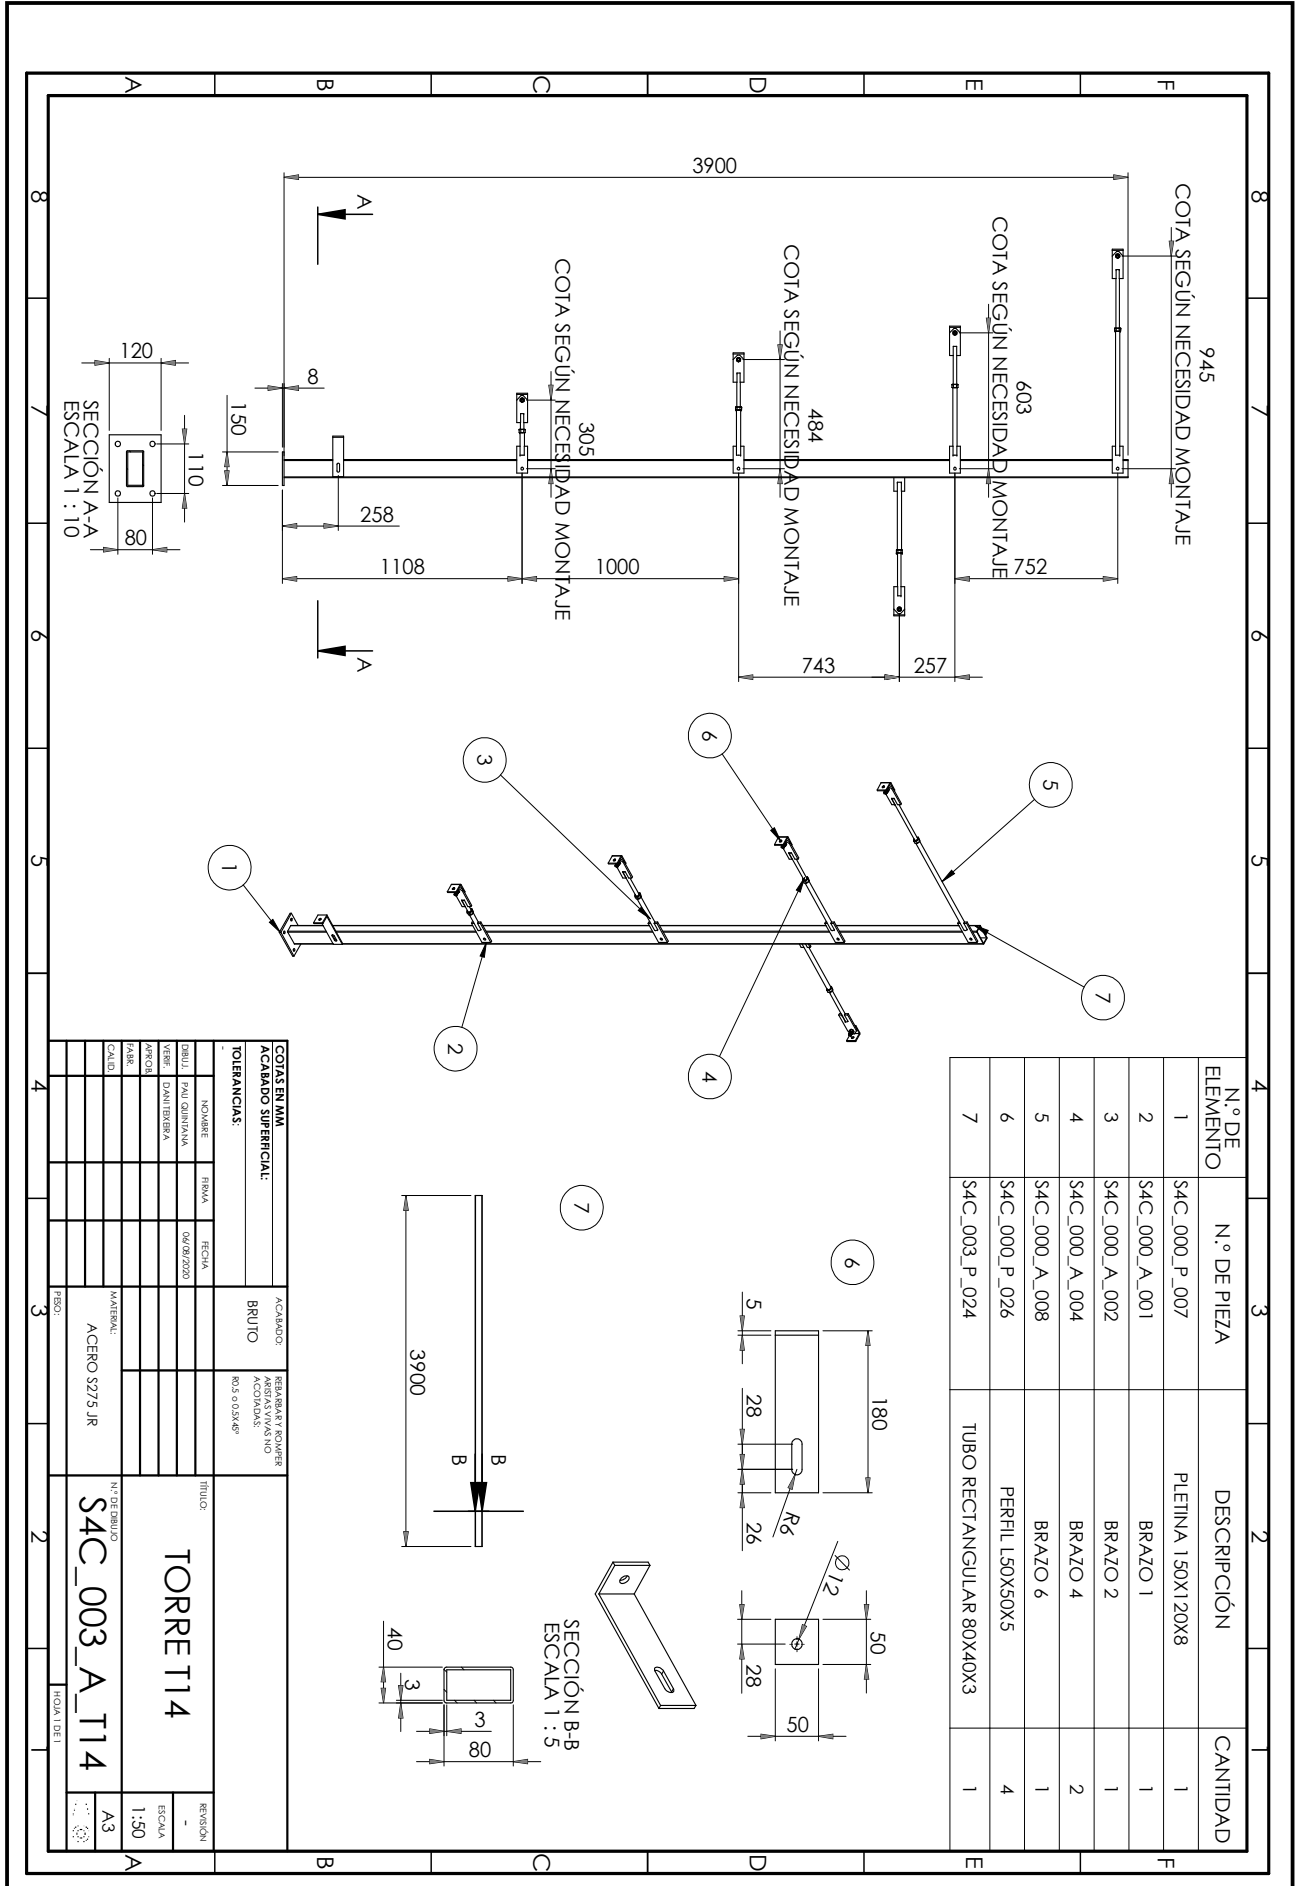 8
7
6
5
4
3
2
1
F
E
D
C
B
A
F
E
D
C
B
A
8
7
6
5
4
3
2
945
COTA SEGÚN NECESIDAD MONTAJE
603
COTA SEGÚN NECESIDAD MONTAJE
484
COTA SEGÚN NECESIDAD MONTAJE
305
COTA SEGÚN NECESIDAD MONTAJE
3900
752
257
743
1000
1108
258
8
150
A
A
120
110
80
SECCIÓN A-A
ESCALA 1 : 10
1
2
3
4
5
6
7
N.º DE ELEMENTO
N.º DE PIEZA
DESCRIPCIÓN
CANTIDAD
1 S4C_000_P_007 PLETINA 150X120X8 1
2 S4C_000_A_001 BRAZO 1 1
3 S4C_000_A_002 BRAZO 2 1
4 S4C_000_A_004 BRAZO 4 2
5 S4C_000_A_008 BRAZO 6 1
6 S4C_000_P_026 PERFIL L50X50X5 4
7 S4C_003_P_024 TUBO RECTANGULAR 80X40X3 1
6
180
5
28
26
R6
Ø12
50
50
28
7
3900
B
B
SECCIÓN B-B
ESCALA 1 : 5
40
3
3
80
COTAS EN MM
ACABADO SUPERFICIAL:
TOLERANCIAS:
-
ACABADO:
BRUTO
REBARBAR Y ROMPER
ARISTAS VIVAS NO
ACOTADAS:
R0.5 o 0.5X45º
NOMBRE FIRMA FECHA
DIBUJ. PAU QUINTANA 06/08/2020
VERIF. DANI TEIXEIRA
APROB.
FABR.
CALID.
MATERIAL:
ACERO S275 JR
PESO:
TÍTULO:
TORRE T14
REVISIÓN
-
N.º DE DIBUJO
S4C_003_A_T14
ESCALA
1:50
A3
HOJA 1 DE 1